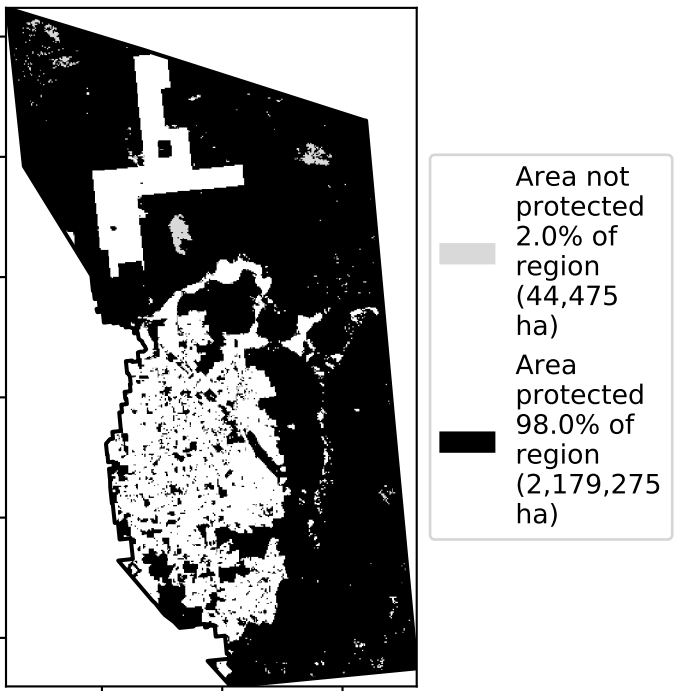 Area not
protected
2.0% of
region
(44,475
ha)
Area
protected
98.0% of
region
(2,179,275
ha)